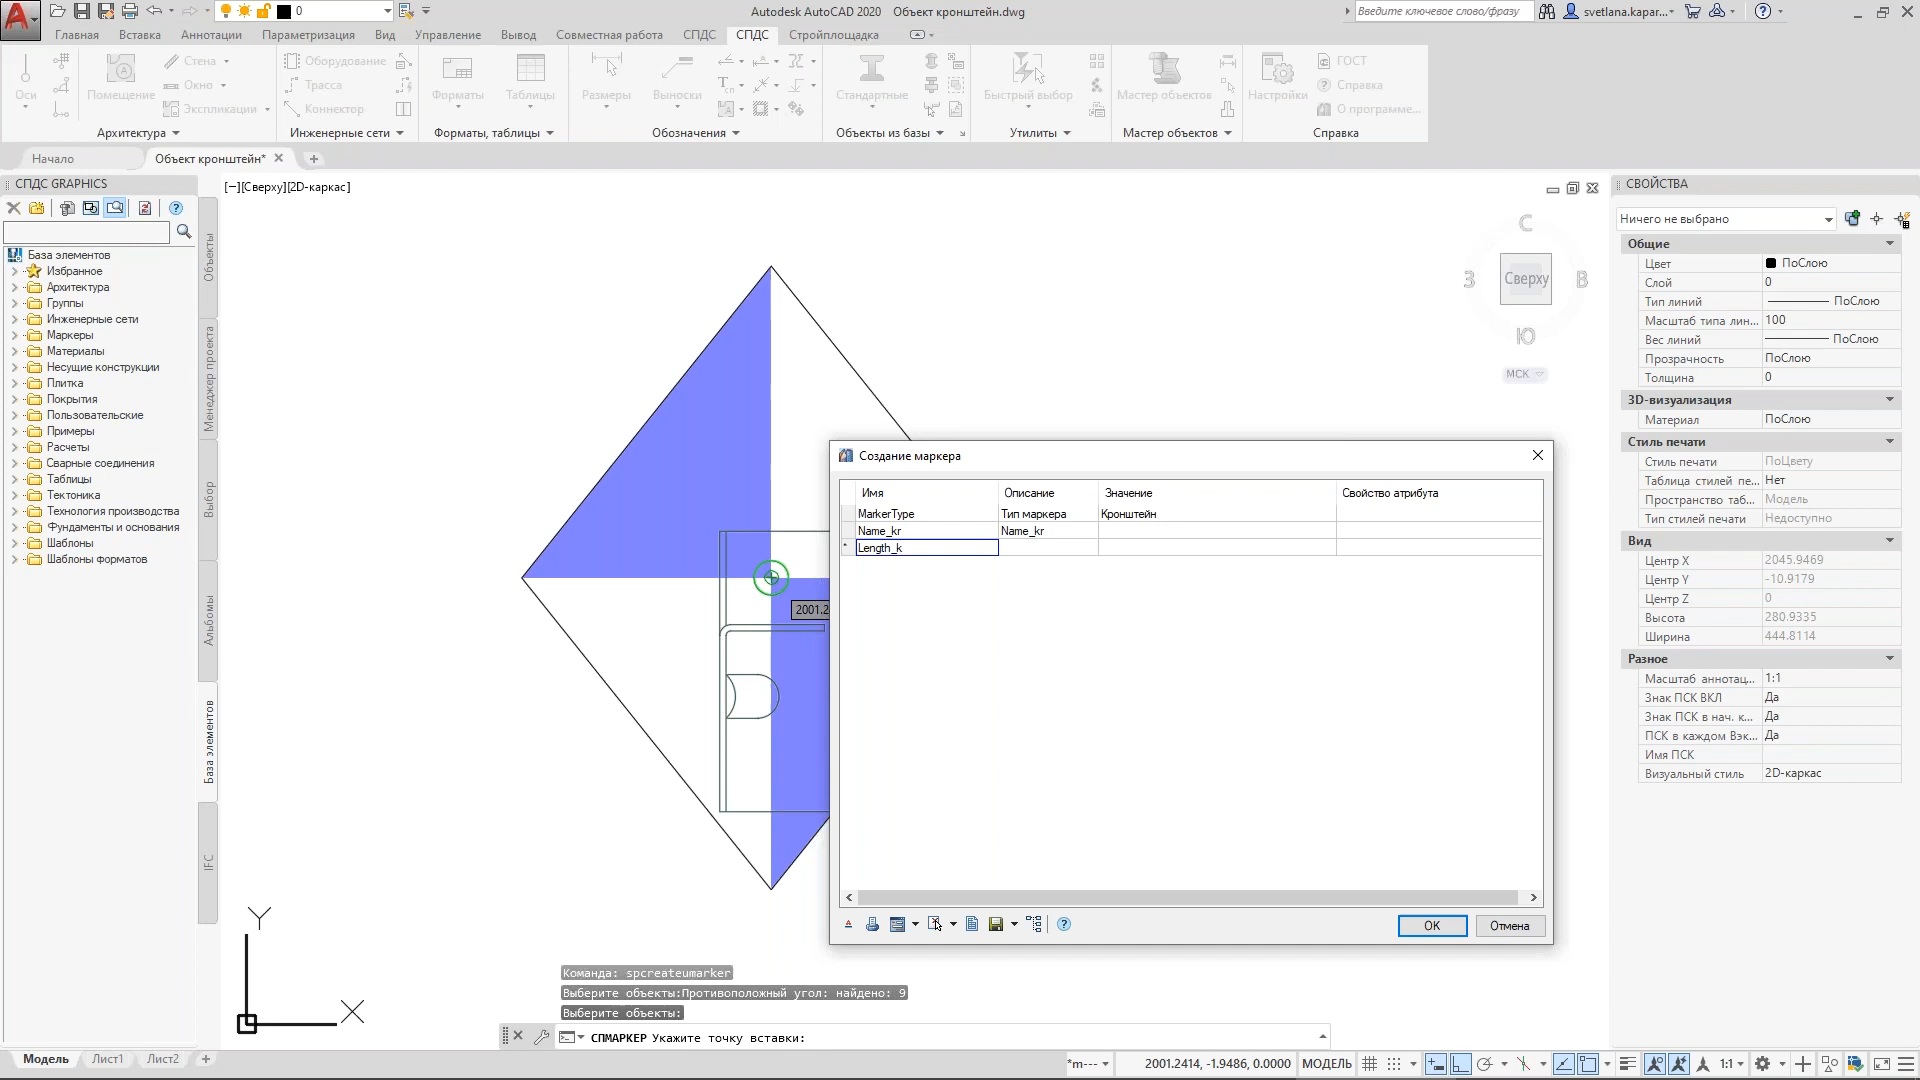 0
Autodesk AutoCAD 2020 Объект кронштейн.dwg
Введите ключевое слово/фразу
svetlana.kapar...
Главная Вставка Аннотации Параметризация Вид Управление Вывод Совместная работа СПДС СПДС Стройплощадка
Оси
Помещение
Стена
Окно
Экспликации
Оборудование
Трасса
Коннектор
Форматы
Таблицы
Размеры
Выноски
Стандартные
Быстрый выбор
Мастер объектов
Настройки
ГОСТ
Справка
О программе...
Архитектура Инженерные сети Форматы, таблицы Обозначения Объекты из базы Утилиты Мастер объектов Справка
Начало Объект кронштейн*
СПДС GRAPHICS
База элементов
Избранное
Архитектура
Группы
Инженерные сети
Маркеры
Материалы
Несущие конструкции
Плитка
Покрытия
Пользовательские
Примеры
Расчеты
Сварные соединения
Таблицы
Тектоника
Технология производства
Фундаменты и основания
Шаблоны
Шаблоны форматов
Объекты
Менеджер проекта
Выбор
Альбомы
База элементов
IFC
[−][Сверху][2D-каркас]
С
З Сверху В
Ю
МСК
2001.2
Создание маркера
Имя Описание Значение Свойство атрибута
MarkerType Тип маркера Кронштейн
Name_kr Name_kr
* Length_k
OK Отмена
Y
X
Команда: spcreateumarker
Выберите объекты:Противоположный угол: найдено: 9
Выберите объекты:
СПМАРКЕР Укажите точку вставки:
СВОЙСТВА
Ничего не выбрано
Общие
Цвет ПоСлою
Слой 0
Тип линий ПоСлою
Масштаб типа лин... 100
Вес линий ПоСлою
Прозрачность ПоСлою
Толщина 0
3D-визуализация
Материал ПоСлою
Стиль печати
Стиль печати ПоЦвету
Таблица стилей пе... Нет
Пространство таб... Модель
Тип стилей печати Недоступно
Вид
Центр X 2045.9469
Центр Y -10.9179
Центр Z 0
Высота 280.9335
Ширина 444.8114
Разное
Масштаб аннотац... 1:1
Знак ПСК ВКЛ Да
Знак ПСК в нач. к... Да
ПСК в каждом Вэк... Да
Имя ПСК
Визуальный стиль 2D-каркас
Модель Лист1 Лист2 +
*m--- 2001.2414, -1.9486, 0.0000 МОДЕЛЬ 1:1